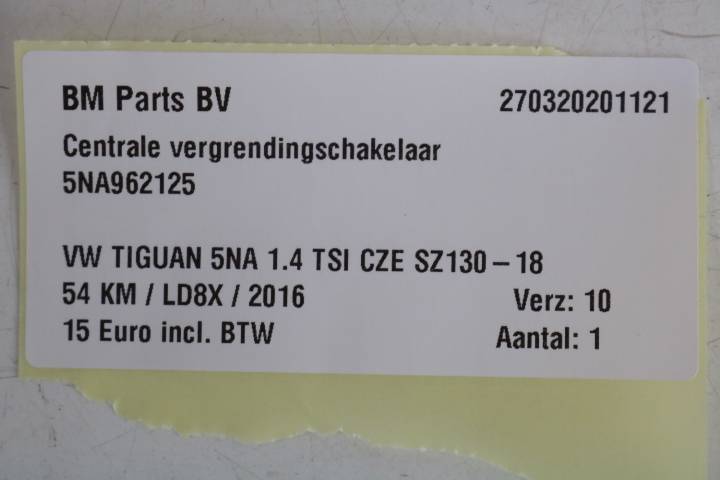 BM Parts BV 270320201121
Centrale vergrendingschakelaar
5NA962125
VW TIGUAN 5NA 1.4 TSI CZE SZ130 – 18
54 KM / LD8X / 2016 Verz: 10
15 Euro incl. BTW Aantal: 1